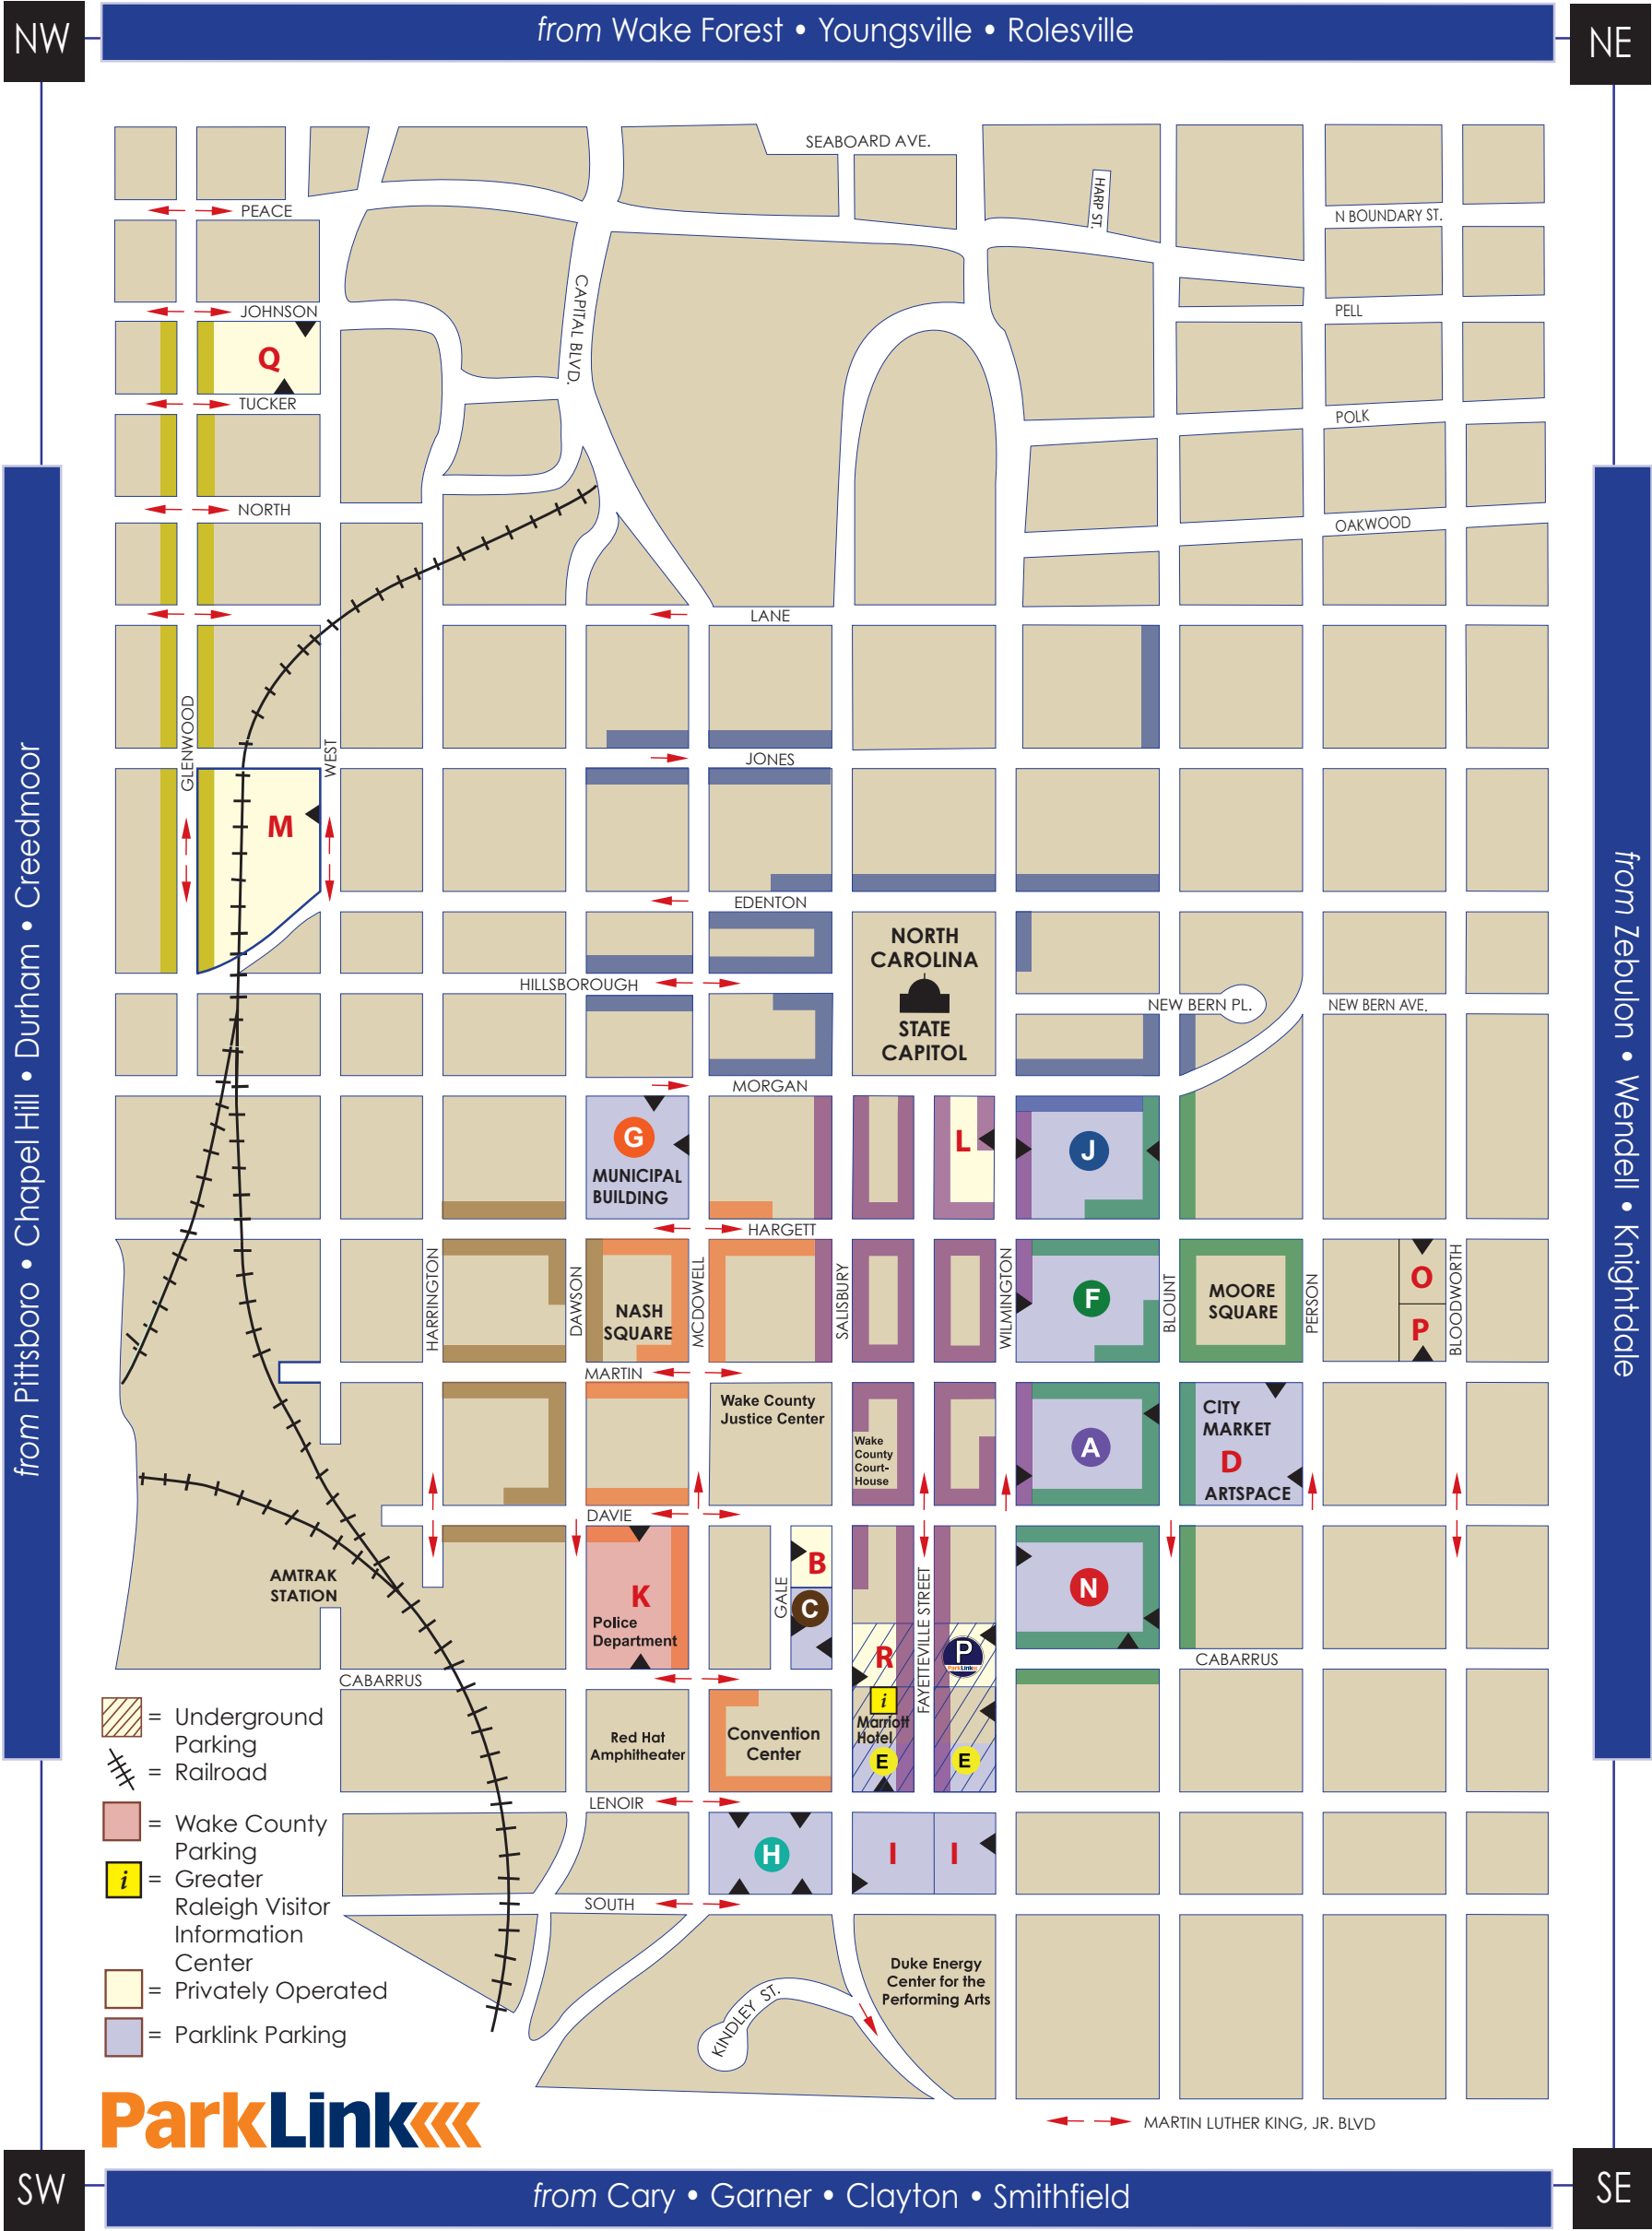 NW
from Wake Forest • Youngsville • Rolesville
NE
SEABOARD AVE.
HARP ST.
PEACE
N BOUNDARY ST.
CAPITAL BLVD.
JOHNSON
PELL
Q
TUCKER
POLK
NORTH
OAKWOOD
LANE
GLENWOOD
WEST
JONES
M
EDENTON
NORTH
CAROLINA
STATE
CAPITOL
HILLSBOROUGH
NEW BERN PL.
NEW BERN AVE.
MORGAN
G
MUNICIPAL
BUILDING
L
J
HARGETT
HARRINGTON
DAWSON
NASH
SQUARE
MCDOWELL
SALISBURY
WILMINGTON
F
BLOUNT
MOORE
SQUARE
PERSON
O
P
BLOODWORTH
MARTIN
Wake County
Justice Center
Wake
County
Court-
House
A
CITY
MARKET
D
ARTSPACE
DAVIE
AMTRAK
STATION
K
Police
Department
GALE
B
C
FAYETTEVILLE STREET
N
R
P
ParkLink
CABARRUS
CABARRUS
i
Marriott
Hotel
E
E
Red Hat
Amphitheater
Convention
Center
LENOIR
H
I
I
SOUTH
KINDLEY ST.
Duke Energy
Center for the
Performing Arts
MARTIN LUTHER KING, JR. BLVD
= Underground
Parking
= Railroad
= Wake County
Parking
i = Greater
Raleigh Visitor
Information
Center
= Privately Operated
= Parklink Parking
ParkLink
from Pittsboro • Chapel Hill • Durham • Creedmoor
from Zebulon • Wendell • Knightdale
SW
from Cary • Garner • Clayton • Smithfield
SE